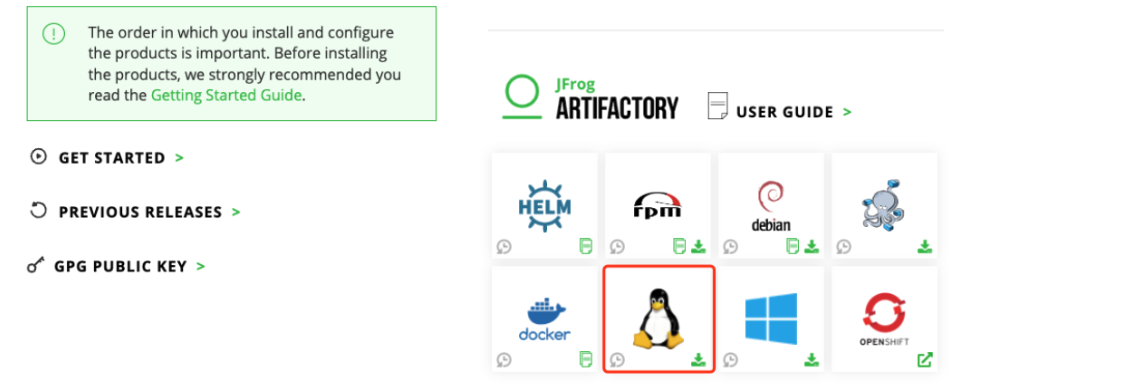 The order in which you install and configure
the products is important. Before installing
the products, we strongly recommended you
read the Getting Started Guide.
GET STARTED >
PREVIOUS RELEASES >
GPG PUBLIC KEY >
JFrog
ARTIFACTORY
USER GUIDE >
HELM
rpm
debian
docker
OPENSHIFT